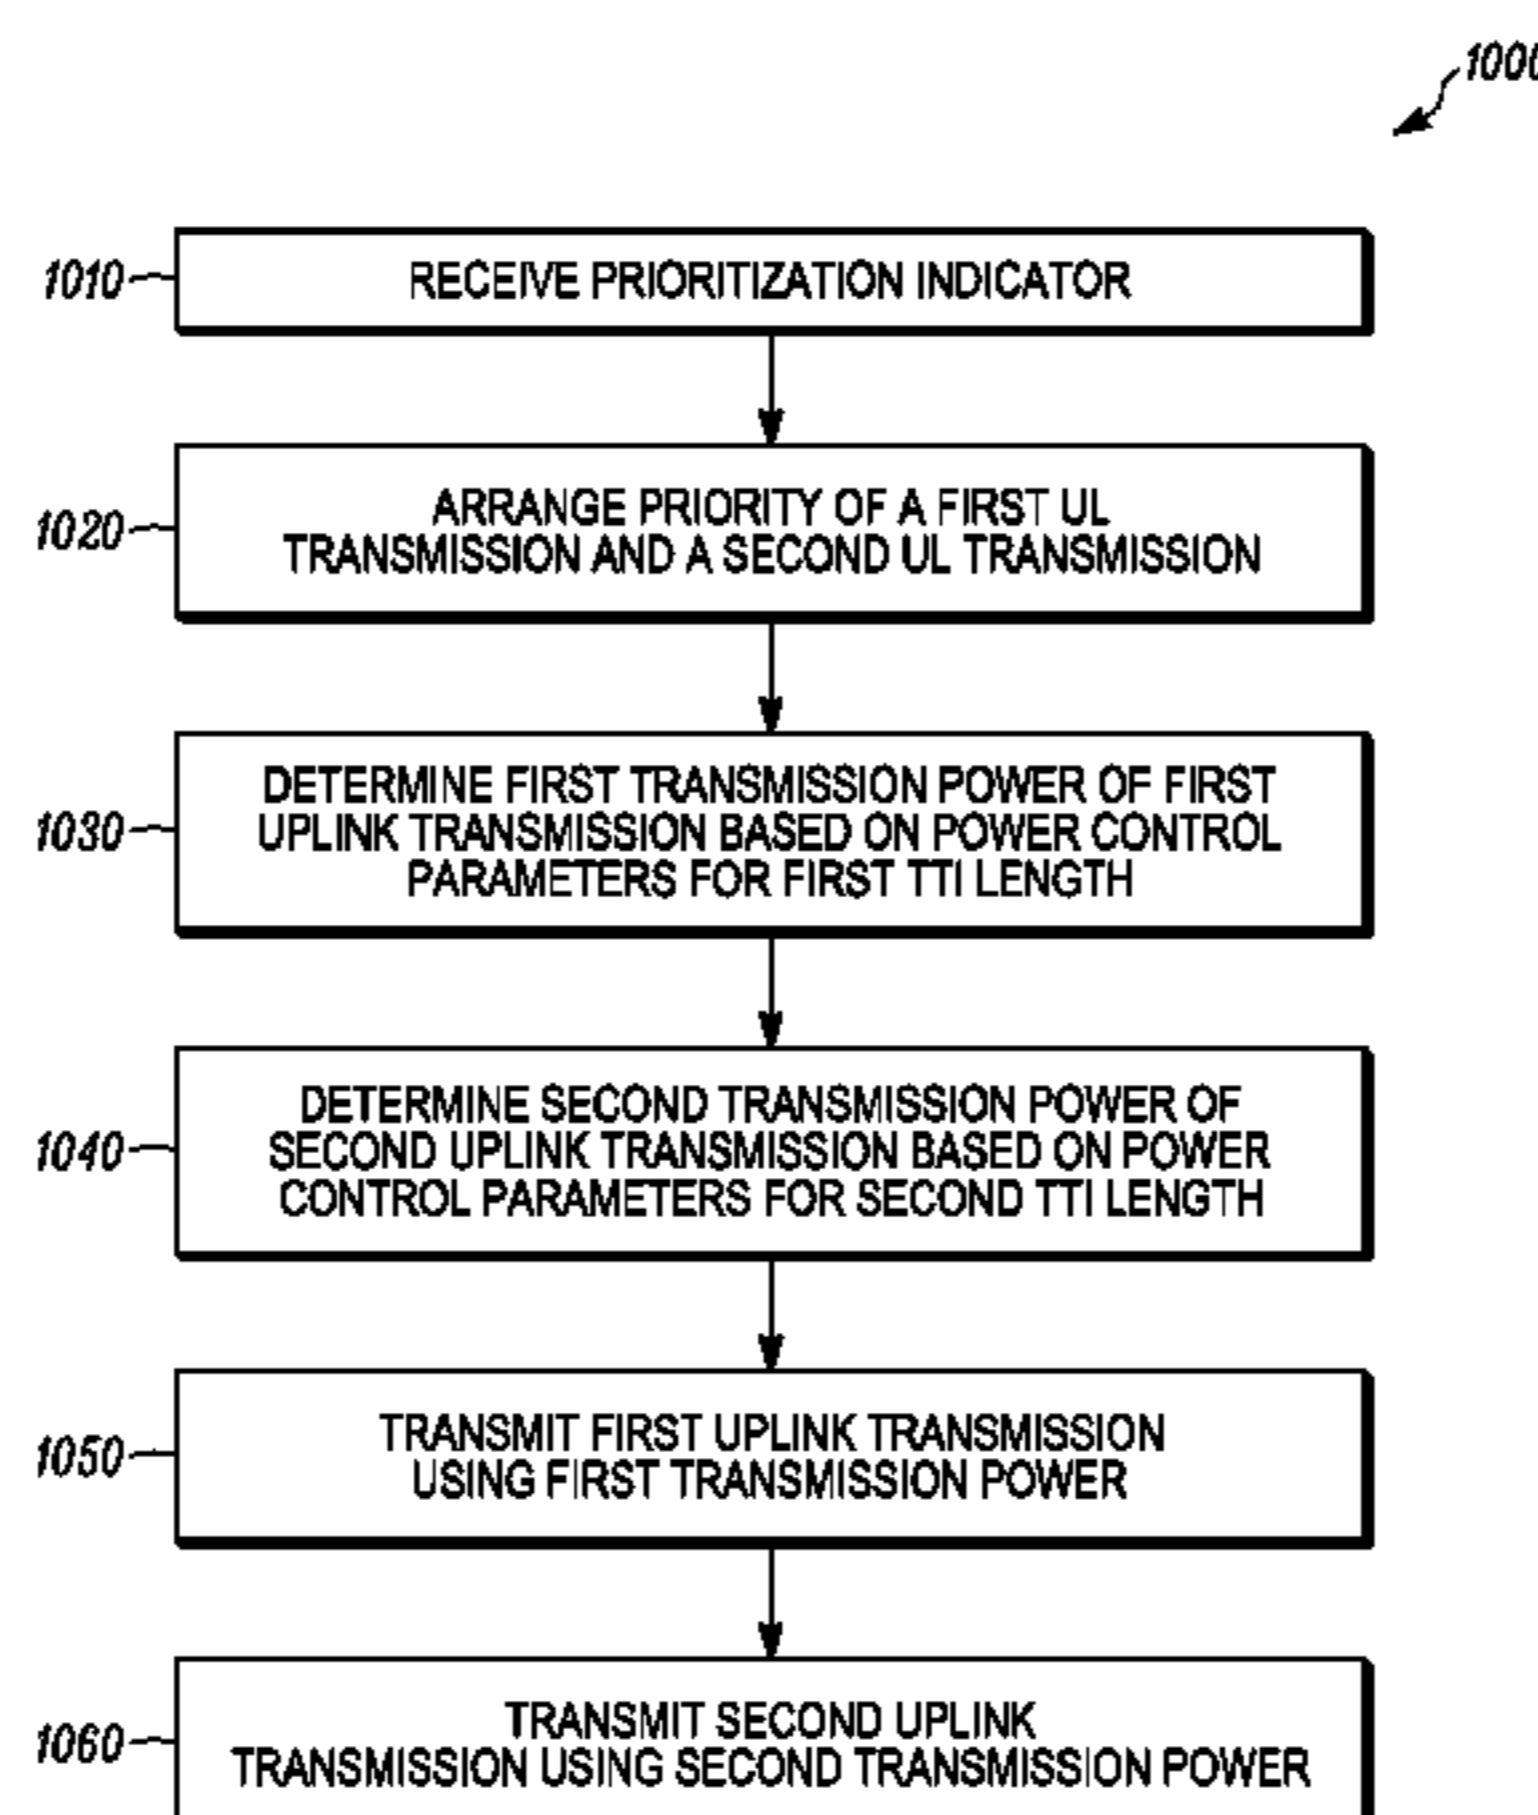 1000
1010
RECEIVE PRIORITIZATION INDICATOR
1020
ARRANGE PRIORITY OF A FIRST UL
TRANSMISSION AND A SECOND UL TRANSMISSION
1030
DETERMINE FIRST TRANSMISSION POWER OF FIRST
UPLINK TRANSMISSION BASED ON POWER CONTROL
PARAMETERS FOR FIRST TTI LENGTH
1040
DETERMINE SECOND TRANSMISSION POWER OF
SECOND UPLINK TRANSMISSION BASED ON POWER
CONTROL PARAMETERS FOR SECOND TTI LENGTH
1050
TRANSMIT FIRST UPLINK TRANSMISSION
USING FIRST TRANSMISSION POWER
1060
TRANSMIT SECOND UPLINK
TRANSMISSION USING SECOND TRANSMISSION POWER